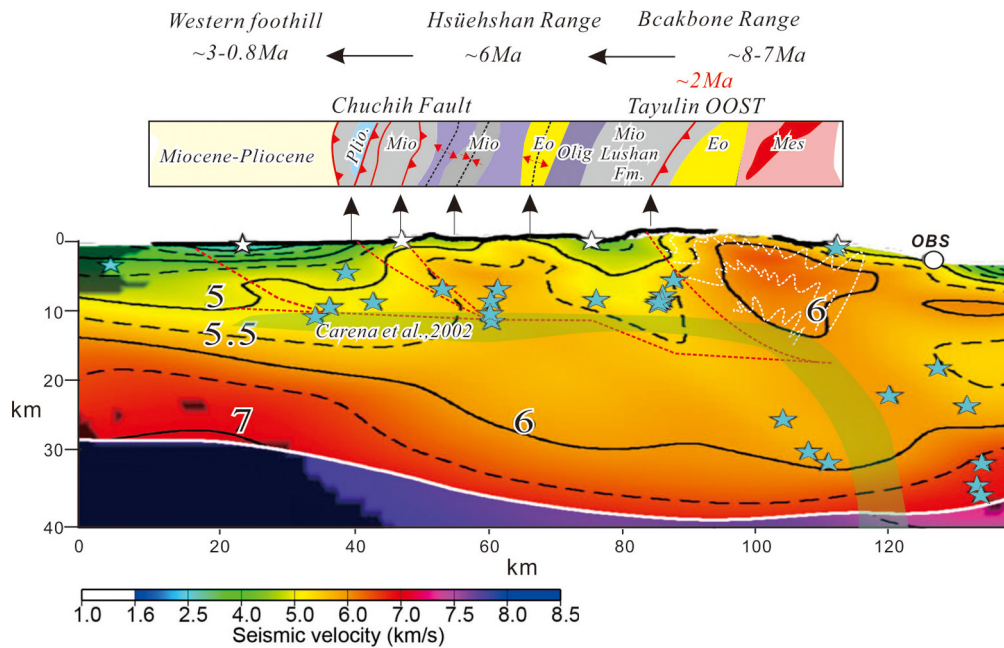 Western foothill
Hsüehshan Range
Bcakbone Range
~3-0.8Ma
~6Ma
~8-7Ma
~2Ma
Chuchih Fault
Tayulin OOST
Miocene-Pliocene
Plio.
Mio
Mio
Eo
Olig
Mio
Lushan
Fm.
Eo
Mes
0
10
20
30
40
km
5
5.5
Carena et al.,2002
6
6
7
OBS
0
20
40
60
80
100
120
km
1.0
1.6
2.5
4.0
5.0
6.0
7.0
7.5
8.0
8.5
Seismic velocity (km/s)